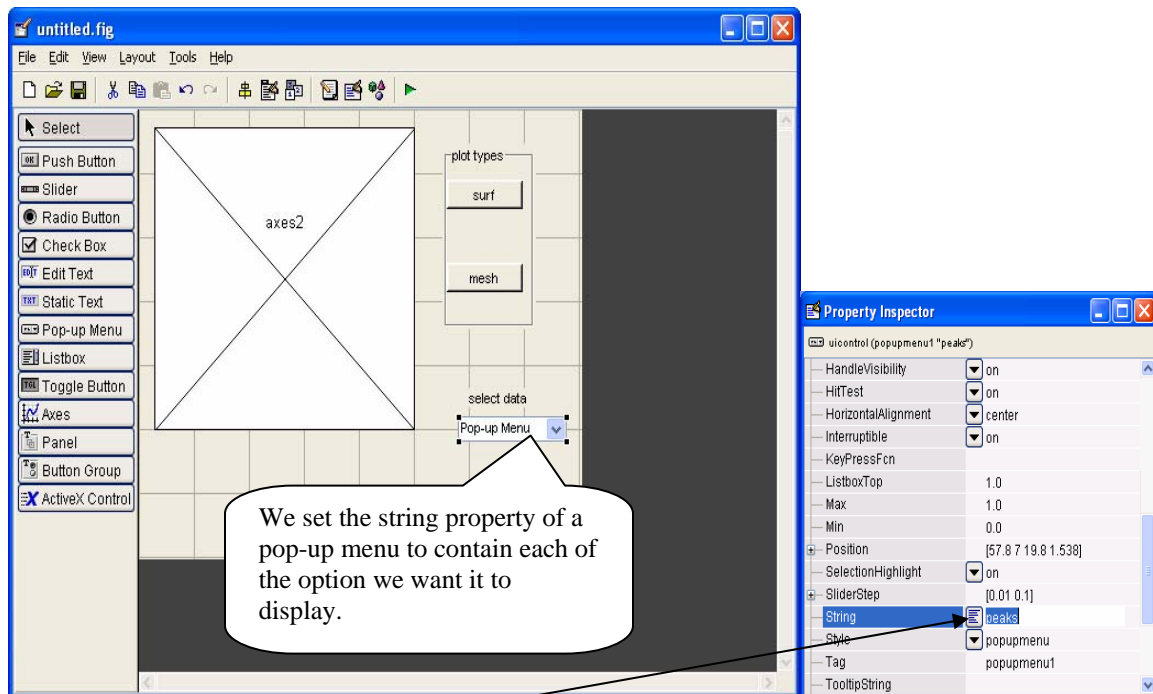 untitled.fig
File Edit View Layout Tools Help
Select
Push Button
Slider
Radio Button
Check Box
Edit Text
Static Text
Pop-up Menu
Listbox
Toggle Button
Axes
Panel
Button Group
ActiveX Control
axes2
plot types
surf
mesh
select data
Pop-up Menu
We set the string property of a
pop-up menu to contain each of
the option we want it to
display.
Property Inspector
uicontrol (popupmenu1 "peaks")
HandleVisibility on
HitTest on
HorizontalAlignment center
Interruptible on
KeyPressFcn
ListboxTop 1.0
Max 1.0
Min 0.0
Position [57.8 7 19.8 1.538]
SelectionHighlight on
SliderStep [0.01 0.1]
String peaks
Style popupmenu
Tag popupmenu1
TooltipString